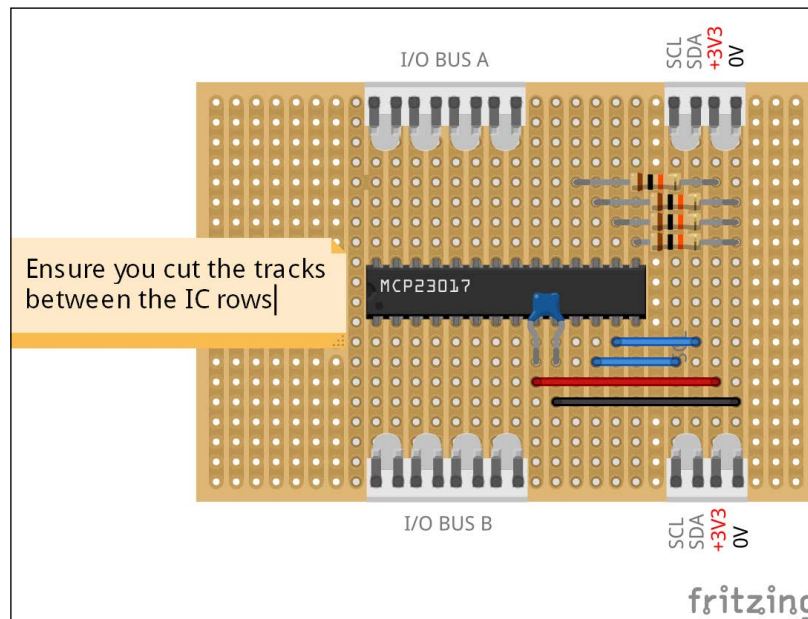 I/O BUS A
SCL
SDA
+3V3
0V
Ensure you cut the tracks
between the IC rows
MCP23017
I/O BUS B
SCL
SDA
+3V3
0V